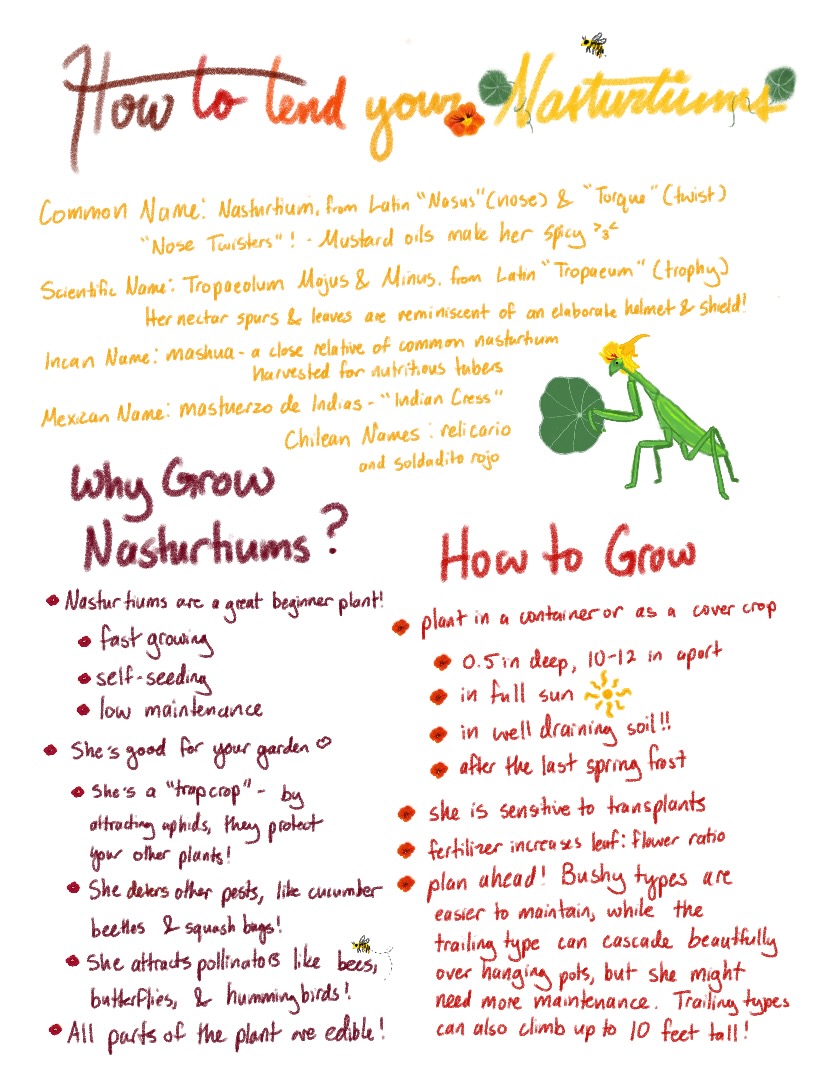 How to tend your Nasturtiums
Common Name: Nasturtium, from Latin "Nasus" (nose) & "Torque" (twist)
"Nose Twisters"! - Mustard oils make her spicy >3<
Scientific Name: Tropaeolum Majus & Minus, from Latin "Tropaeum" (trophy)
Her nectar spurs & leaves are reminiscent of an elaborate helmet & shield!
Incan Name: mashua - a close relative of common nasturtium
harvested for nutritious tubers
Mexican Name: mastuerzo de Indias - "Indian Cress"
Chilean Names: relicario
and soldadito rojo
Why Grow
Nasturtiums?
Nasturtiums are a great beginner plant!
fast growing
self-seeding
low maintenance
She's good for your garden ♡
She's a "trap crop" - by
attracting aphids, they protect
your other plants!
She deters other pests, like cucumber
beetles & squash bugs!
She attracts pollinators like bees,
butterflies, & hummingbirds!
All parts of the plant are edible!
How to Grow
plant in a container or as a cover crop
0.5 in deep, 10-12 in apart
in full sun
in well draining soil!!
after the last spring frost
she is sensitive to transplants
fertilizer increases leaf: flower ratio
plan ahead! Bushy types are
easier to maintain, while the
trailing type can cascade beautfully
over hanging pots, but she might
need more maintenance. Trailing types
can also climb up to 10 feet tall!